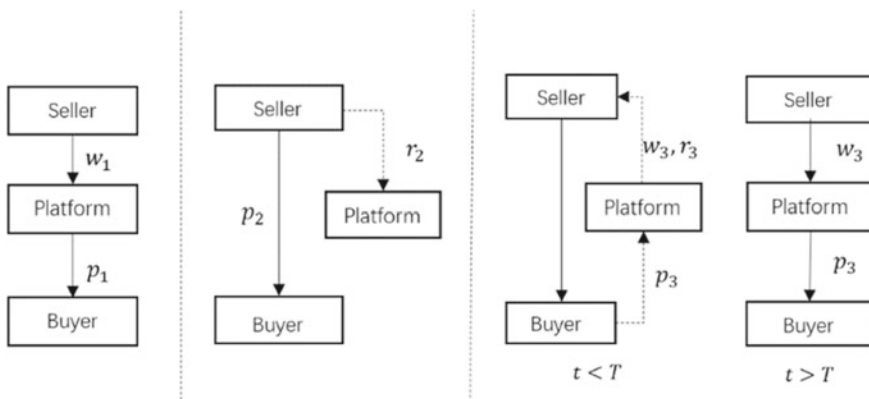 Seller
w₁
Platform
p₁
Buyer
Seller
r₂
p₂
Platform
Buyer
Seller
w₃, r₃
Platform
p₃
Buyer
t < T
Seller
w₃
Platform
p₃
Buyer
t > T